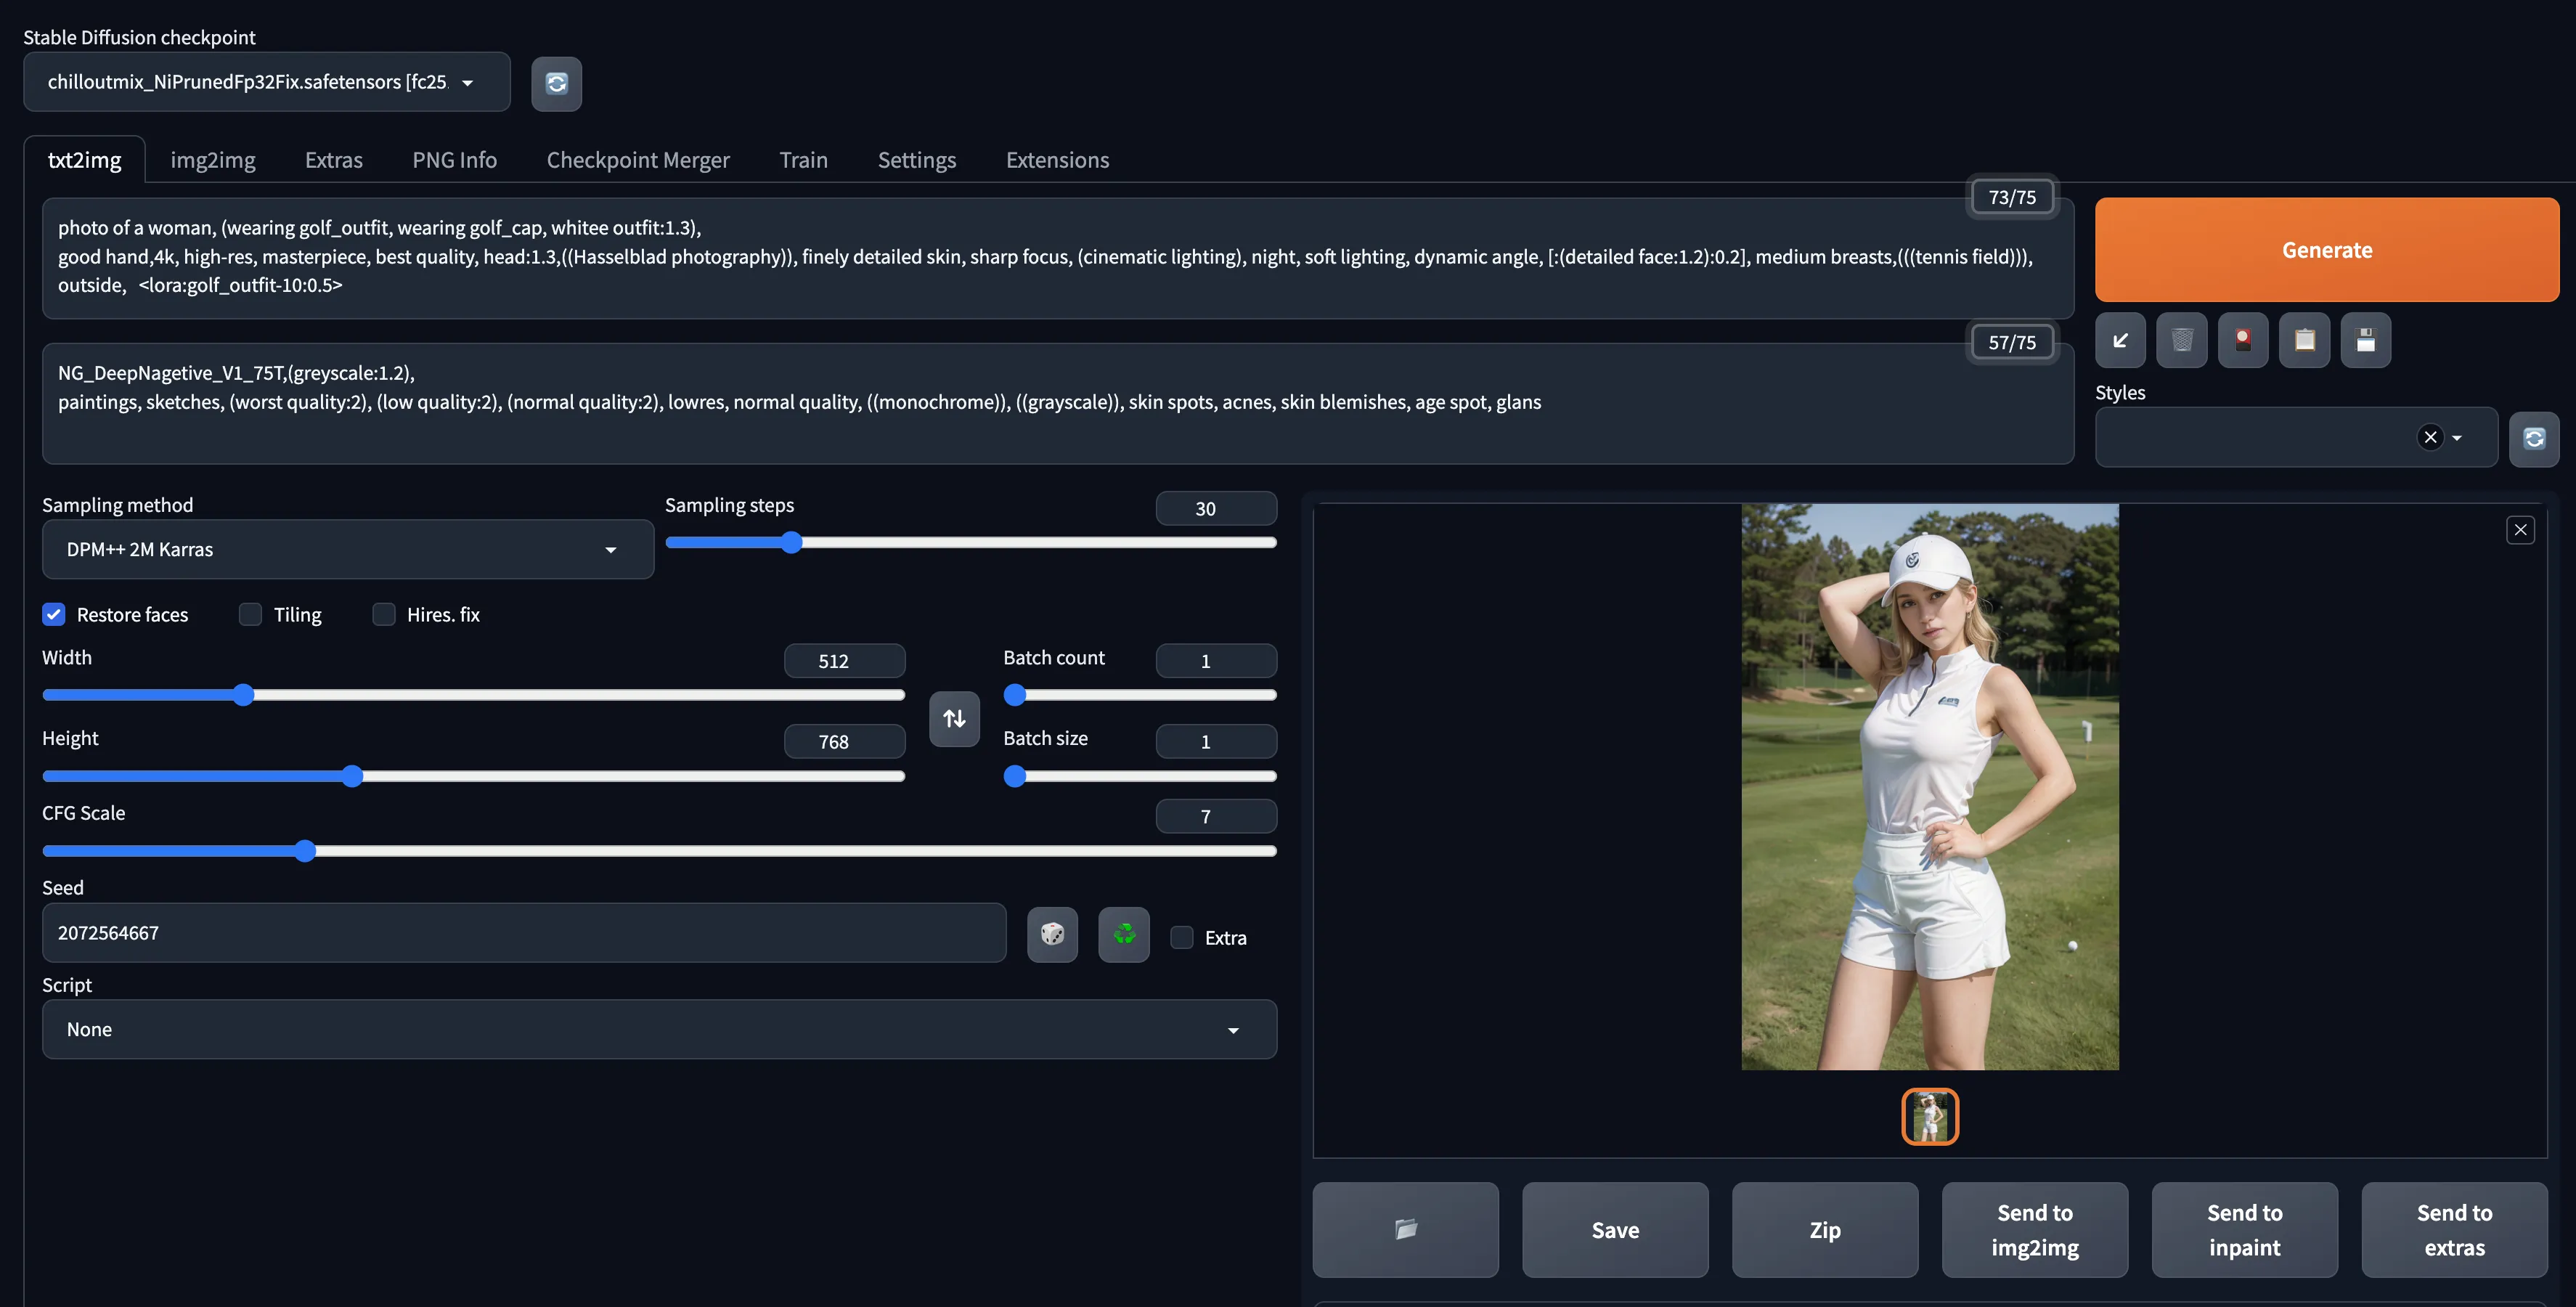 Stable Diffusion checkpoint
chilloutmix_NiPrunedFp32Fix.safetensors [fc25
txt2img img2img Extras PNG Info Checkpoint Merger Train Settings Extensions
73/75
photo of a woman, (wearing golf_outfit, wearing golf_cap, whitee outfit:1.3),
good hand,4k, high-res, masterpiece, best quality, head:1.3,((Hasselblad photography)), finely detailed skin, sharp focus, (cinematic lighting), night, soft lighting, dynamic angle, [:(detailed face:1.2):0.2], medium breasts,(((tennis field))),
outside, <lora:golf_outfit-10:0.5>
Generate
57/75
NG_DeepNagetive_V1_75T,(greyscale:1.2),
paintings, sketches, (worst quality:2), (low quality:2), (normal quality:2), lowres, normal quality, ((monochrome)), ((grayscale)), skin spots, acnes, skin blemishes, age spot, glans
Styles
Sampling method
DPM++ 2M Karras
Sampling steps 30
Restore faces Tiling Hires. fix
Width 512
Batch count 1
Height 768
Batch size 1
CFG Scale 7
Seed
2072564667
Extra
Script
None
Save
Zip
Send to
img2img
Send to
inpaint
Send to
extras